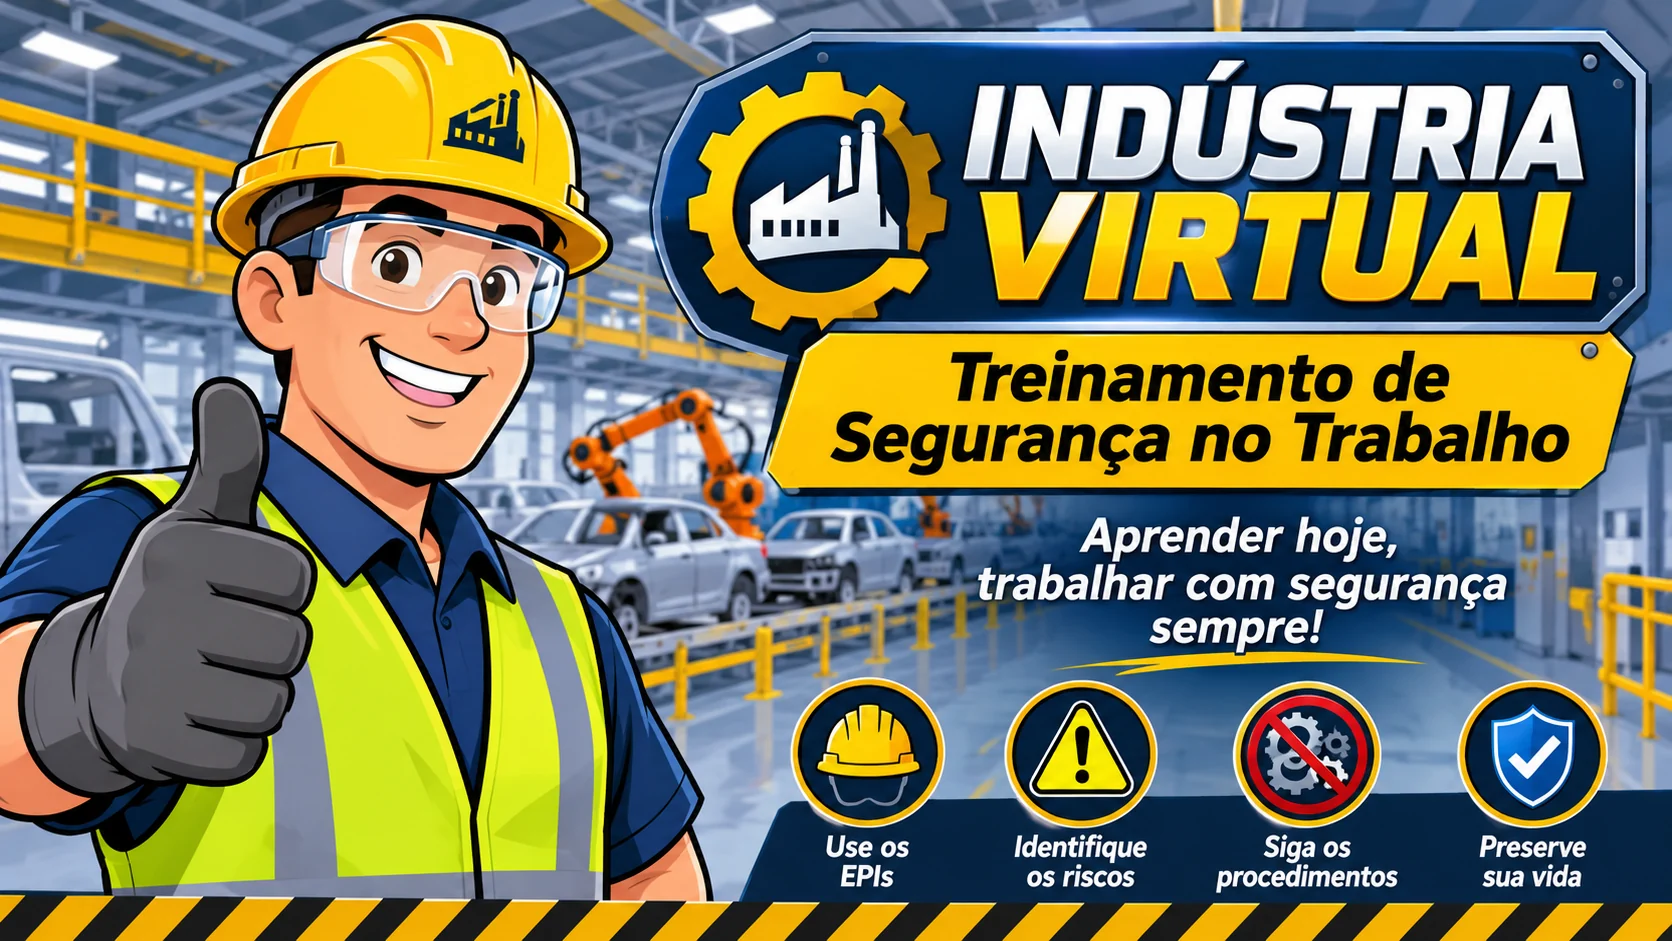 INDÚSTRIA
VIRTUAL
Treinamento de
Segurança no Trabalho
Aprender hoje,
trabalhar com segurança
sempre!
Use os
EPIs
Identifique
os riscos
Siga os
procedimentos
Preserve
sua vida